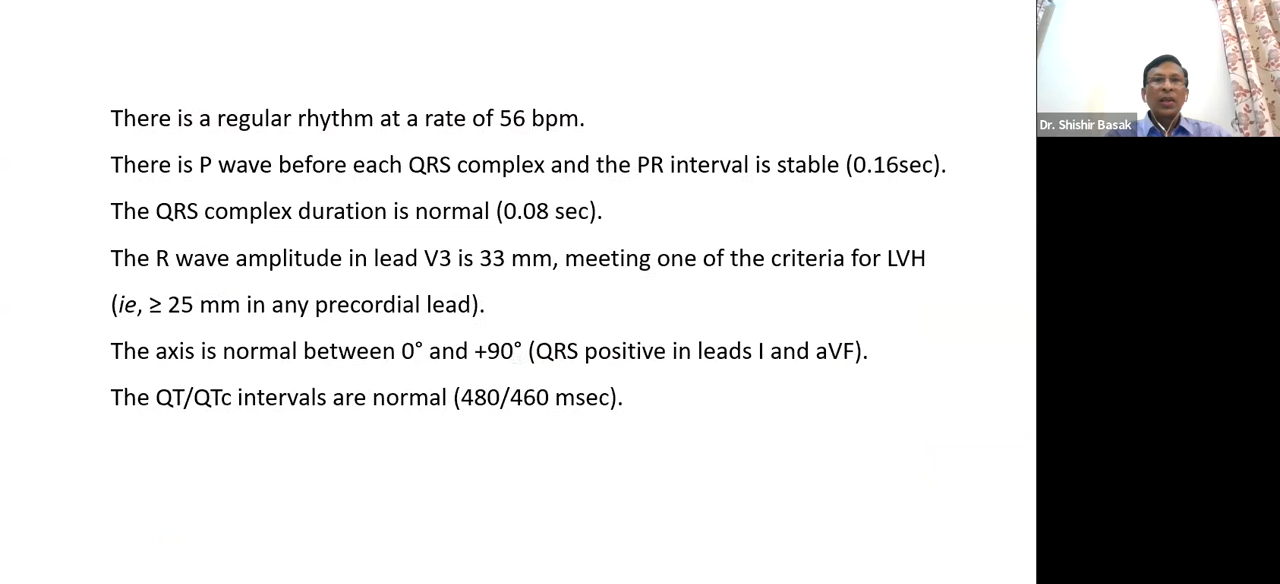 There is a regular rhythm at a rate of 56 bpm.
There is P wave before each QRS complex and the PR interval is stable (0.16sec).
The QRS complex duration is normal (0.08 sec).
The R wave amplitude in lead V3 is 33 mm, meeting one of the criteria for LVH
(ie, ≥ 25 mm in any precordial lead).
The axis is normal between 0° and +90° (QRS positive in leads I and aVF).
The QT/QTc intervals are normal (480/460 msec).
Dr. Shishir Basak